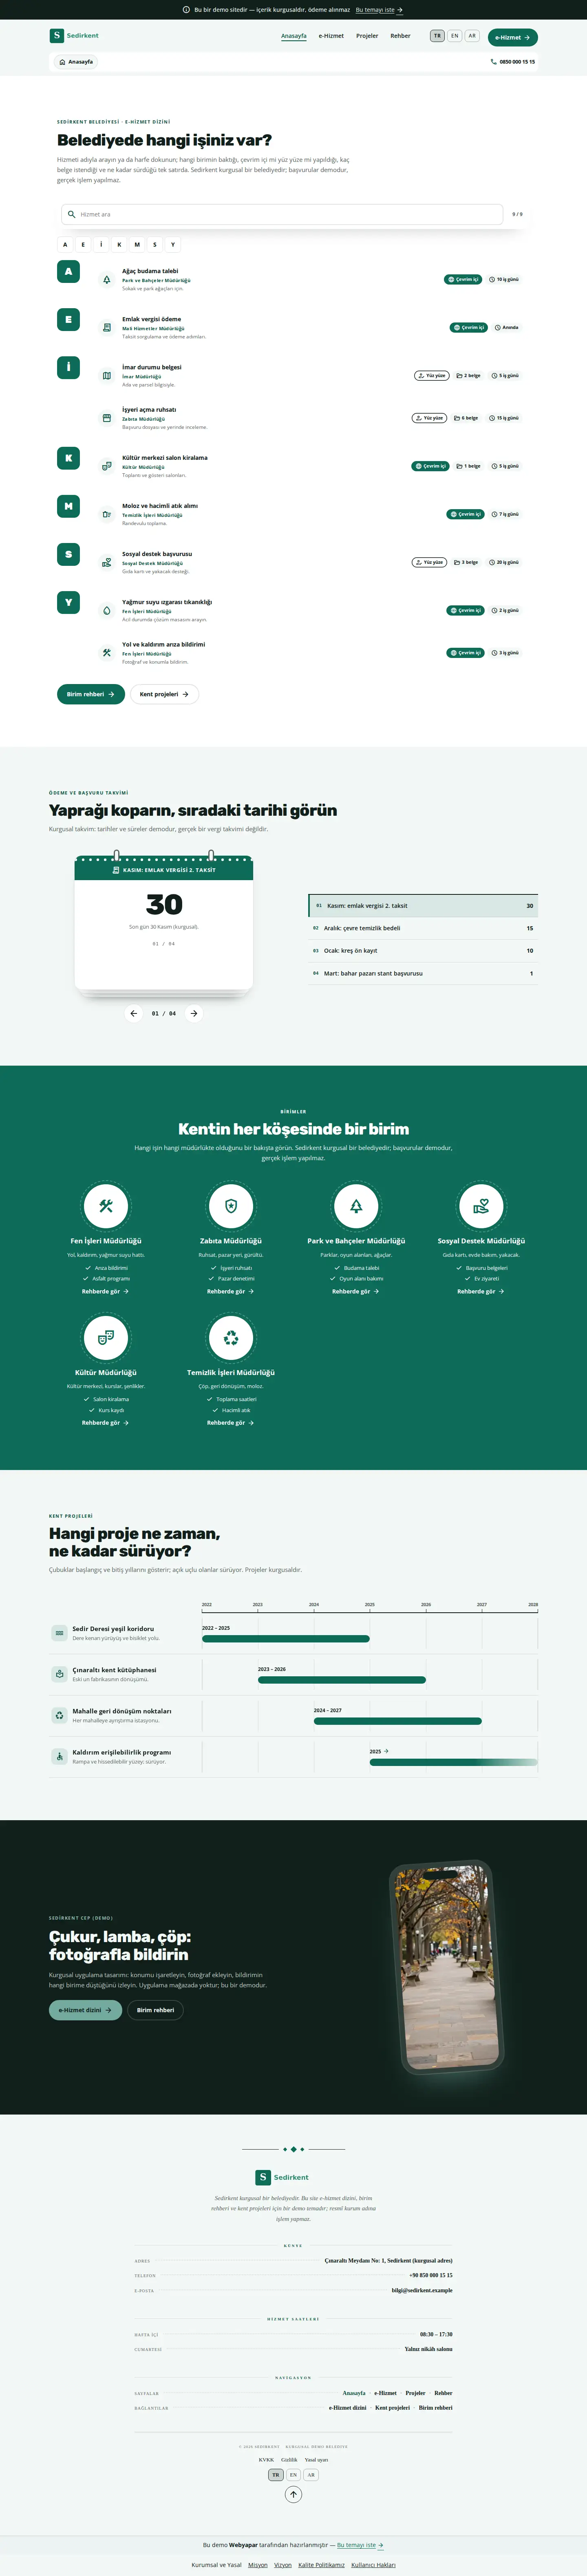 Bu bir demo sitedir — içerik kurgusaldır, ödeme alınmaz Bu temayı iste →
S Sedirkent Anasayfa e-Hizmet Projeler Rehber TR EN AR e-Hizmet →
Anasayfa 0850 000 15 15
SEDİRKENT BELEDİYESİ · E-HİZMET DİZİNİ
Belediyede hangi işiniz var?
Hizmeti adıyla arayın ya da harfe dokunun; hangi birimin baktığı, çevrim içi mi yüz yüze mi yapıldığı, kaç
belge istediği ve ne kadar sürdüğü tek satırda. Sedirkent kurgusal bir belediyedir; başvurular demodur,
gerçek işlem yapılmaz.
Hizmet ara 9 / 9
A E İ K M S Y
A
Ağaç budama talebi
Park ve Bahçeler Müdürlüğü
Sokak ve park ağaçları için.
Çevrim içi 10 iş günü
E
Emlak vergisi ödeme
Mali Hizmetler Müdürlüğü
Taksit sorgulama ve ödeme adımları.
Çevrim içi Anında
İ
İmar durumu belgesi
İmar Müdürlüğü
Ada ve parsel bilgisiyle.
Yüz yüze 2 belge 5 iş günü
İşyeri açma ruhsatı
Zabıta Müdürlüğü
Başvuru dosyası ve yerinde inceleme.
Yüz yüze 6 belge 15 iş günü
K
Kültür merkezi salon kiralama
Kültür Müdürlüğü
Toplantı ve gösteri salonları.
Çevrim içi 1 belge 5 iş günü
M
Moloz ve hacimli atık alımı
Temizlik İşleri Müdürlüğü
Randevulu toplama.
Çevrim içi 7 iş günü
S
Sosyal destek başvurusu
Sosyal Destek Müdürlüğü
Gıda kartı ve yakacak desteği.
Yüz yüze 3 belge 20 iş günü
Y
Yağmur suyu ızgarası tıkanıklığı
Fen İşleri Müdürlüğü
Acil durumda çözüm masasını arayın.
Çevrim içi 2 iş günü
Yol ve kaldırım arıza bildirimi
Fen İşleri Müdürlüğü
Fotoğraf ve konumla bildirim.
Çevrim içi 3 iş günü
Birim rehberi → Kent projeleri →
ÖDEME VE BAŞVURU TAKVİMİ
Yaprağı koparın, sıradaki tarihi görün
Kurgusal takvim: tarihler ve süreler demodur, gerçek bir vergi takvimi değildir.
KASIM: EMLAK VERGİSİ 2. TAKSİT
30
Son gün 30 Kasım (kurgusal).
01 / 04
← 01 / 04 →
01 Kasım: emlak vergisi 2. taksit 30
02 Aralık: çevre temizlik bedeli 15
03 Ocak: kreş ön kayıt 10
04 Mart: bahar pazarı stant başvurusu 1
BİRİMLER
Kentin her köşesinde bir birim
Hangi işin hangi müdürlükte olduğunu bir bakışta görün. Sedirkent kurgusal bir belediyedir; başvurular demodur,
gerçek işlem yapılmaz.
Fen İşleri Müdürlüğü
Yol, kaldırım, yağmur suyu hattı.
Arıza bildirimi
Asfalt programı
Rehberde gör →
Zabıta Müdürlüğü
Ruhsat, pazar yeri, gürültü.
İşyeri ruhsatı
Pazar denetimi
Rehberde gör →
Park ve Bahçeler Müdürlüğü
Parklar, oyun alanları, ağaçlar.
Budama talebi
Oyun alanı bakımı
Rehberde gör →
Sosyal Destek Müdürlüğü
Gıda kartı, evde bakım, yakacak.
Başvuru belgeleri
Ev ziyareti
Rehberde gör →
Kültür Müdürlüğü
Kültür merkezi, kurslar, şenlikler.
Salon kiralama
Kurs kaydı
Rehberde gör →
Temizlik İşleri Müdürlüğü
Çöp, geri dönüşüm, moloz.
Toplama saatleri
Hacimli atık
Rehberde gör →
KENT PROJELERİ
Hangi proje ne zaman,
ne kadar sürüyor?
Çubuklar başlangıç ve bitiş yıllarını gösterir; açık uçlu olanlar sürüyor. Projeler kurgusaldır.
2022 2023 2024 2025 2026 2027 2028
Sedir Deresi yeşil koridoru
Dere kenarı yürüyüş ve bisiklet yolu.
2022 – 2025
Çınaraltı kent kütüphanesi
Eski un fabrikasının dönüşümü.
2023 – 2026
Mahalle geri dönüşüm noktaları
Her mahalleye ayrıştırma istasyonu.
2024 – 2027
Kaldırım erişilebilirlik programı
Rampa ve hissedilebilir yüzey; sürüyor.
2025 →
SEDİRKENT CEP (DEMO)
Çukur, lamba, çöp:
fotoğrafla bildirin
Kurgusal uygulama tasarımı: konumu işaretleyin, fotoğraf ekleyin, bildirimin
hangi birime düştüğünü izleyin. Uygulama mağazada yoktur; bu bir demodur.
e-Hizmet dizini → Birim rehberi
S Sedirkent
Sedirkent kurgusal bir belediyedir. Bu site e-hizmet dizini, birim
rehberi ve kent projeleri için bir demo temadır; resmî kurum adına
işlem yapmaz.
KÜNYE
ADRES Çınaraltı Meydanı No: 1, Sedirkent (kurgusal adres)
TELEFON +90 850 000 15 15
E-POSTA bilgi@sedirkent.example
HİZMET SAATLERİ
HAFTA İÇİ 08:30 – 17:30
CUMARTESİ Yalnız nikâh salonu
NAVİGASYON
SAYFALAR Anasayfa · e-Hizmet · Projeler · Rehber
BAĞLANTILAR e-Hizmet dizini · Kent projeleri · Birim rehberi
KURGUSAL DEMO BELEDİYE
KVKK Gizlilik Yasal uyarı
TR EN AR
Bu demo Webyapar tarafından hazırlanmıştır — Bu temayı iste →
Kurumsal ve Yasal Misyon Vizyon Kalite Politikamız Kullanıcı Hakları